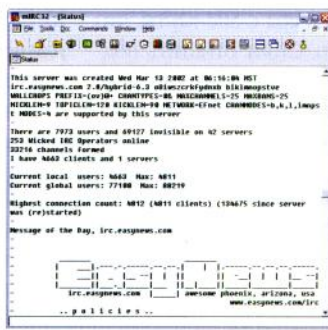 mIRC32 - [Status]
File Tools DCC Commands Window Help
Status
This server was created Wed Mar 13 2002 at 06:16:04 MST
irc.easynews.com 2.8/hybrid-6.3
WALLCHOPS PREFIX=(ov)@+ CHANTYPES=#& MAXCHANNELS=25 MAXBANS=25
NICKLEN=9 TOPICLEN=120 KICKLEN=90 NETWORK=EFnet CHANMODES=b,k,l,imnps
t MODES=4 are supported by this server
There are 7973 users and 69127 invisible on 42 servers
253 Wired IRC Operators online
33216 channels formed
I have 4663 clients and 1 servers
Current local users: 4663 Max: 4811
Current global users: 77100 Max: 80219
Highest connection count: 4812 (4811 clients) (134675 since server
was (re)started)
Message of the Day, irc.easynews.com
irc.easynews.com awesome phoenix, arizona, usa
www.easynews.com/irc
..policies..